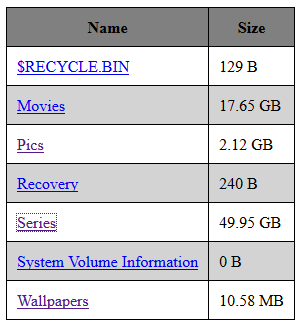 Name Size
$RECYCLE.BIN 129 B
Movies 17.65 GB
Pics 2.12 GB
Recovery 240 B
Series 49.95 GB
System Volume Information 0 B
Wallpapers 10.58 MB